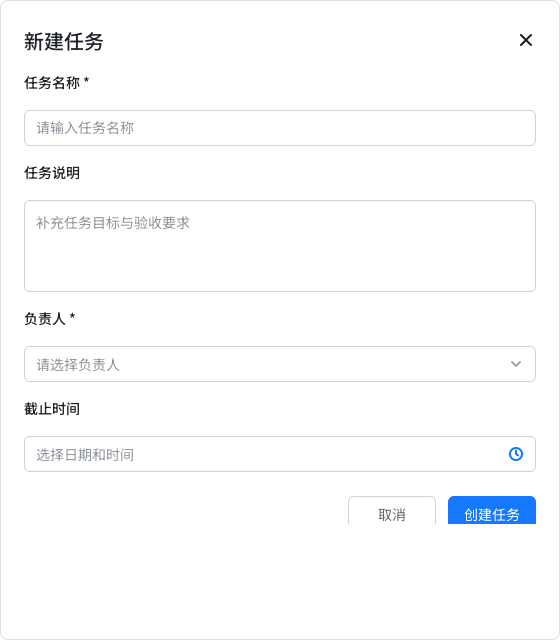 新建任务
任务名称 *
请输入任务名称
任务说明
补充任务目标与验收要求
负责人 *
请选择负责人
截止时间
选择日期和时间
取消
创建任务